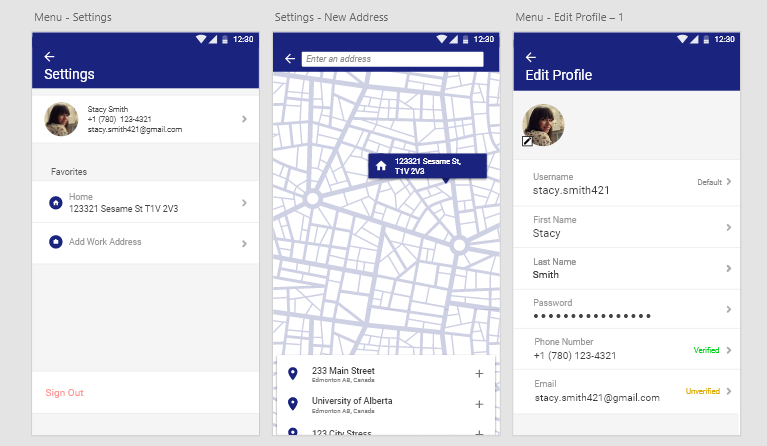 Menu - Settings
12:30
Settings
Stacy Smith
+1 (780) 123-4321
stacy.smith421@gmail.com
Favorites
Home
123321 Sesame St T1V 2V3
Add Work Address
Sign Out
Settings - New Address
12:30
Enter an address
123321 Sesame St,
T1V 2V3
233 Main Street
Edmonton AB, Canada
University of Alberta
Edmonton AB, Canada
123 City Stress
Menu - Edit Profile – 1
12:30
Edit Profile
Username
stacy.smith421
Default
First Name
Stacy
Last Name
Smith
Password
Phone Number
+1 (780) 123-4321
Verified
Email
stacy.smith421@gmail.com
Unverified